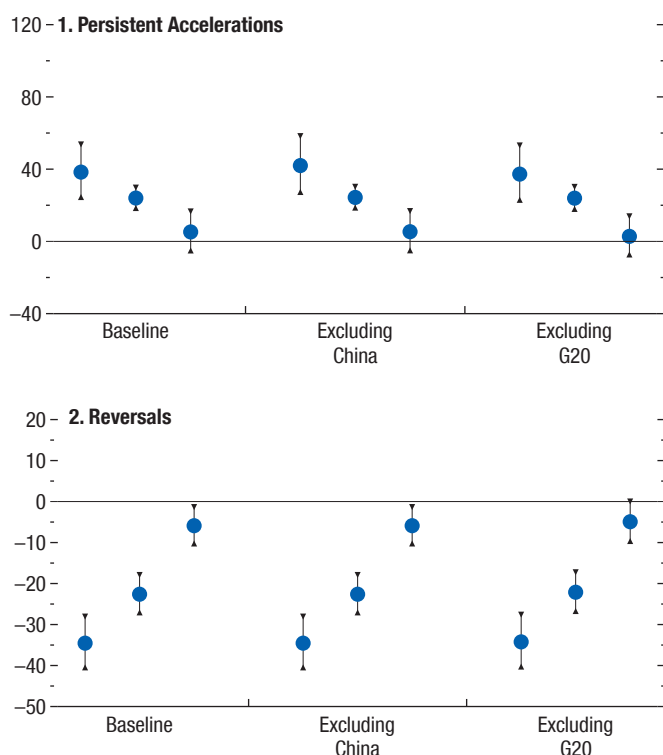 1. Persistent Accelerations
120
80
40
0
−40
Baseline
Excluding
China
Excluding
G20
2. Reversals
20
10
0
−10
−20
−30
−40
−50
Baseline
Excluding
China
Excluding
G20